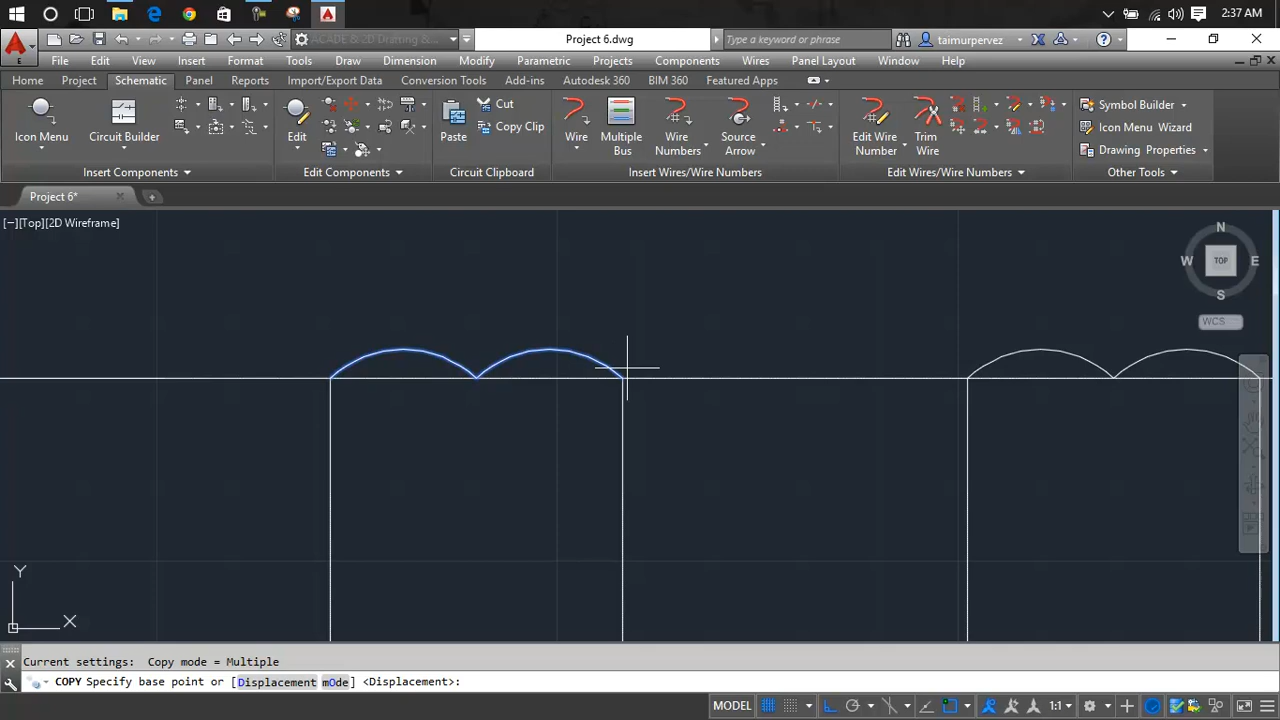 2:37 AM
ACADE & 2D Drafting &
Project 6.dwg
Type a keyword or phrase
taimurpervez
E
File Edit View Insert Format Tools Draw Dimension Modify Parametric Projects Components Wires Panel Layout Window Help
Home Project Schematic Panel Reports Import/Export Data Conversion Tools Add-ins Autodesk 360 BIM 360 Featured Apps
Icon Menu
Circuit Builder
Edit
Paste
Cut
Copy Clip
Wire
Multiple Bus
Wire Numbers
Source Arrow
Edit Wire Number
Trim Wire
Symbol Builder
Icon Menu Wizard
Drawing Properties
Insert Components Edit Components Circuit Clipboard Insert Wires/Wire Numbers Edit Wires/Wire Numbers Other Tools
Project 6*
[−][Top][2D Wireframe]
N
W TOP E
S
WCS
Y
X
Current settings: Copy mode = Multiple
COPY Specify base point or [Displacement mOde] <Displacement>:
MODEL
1:1